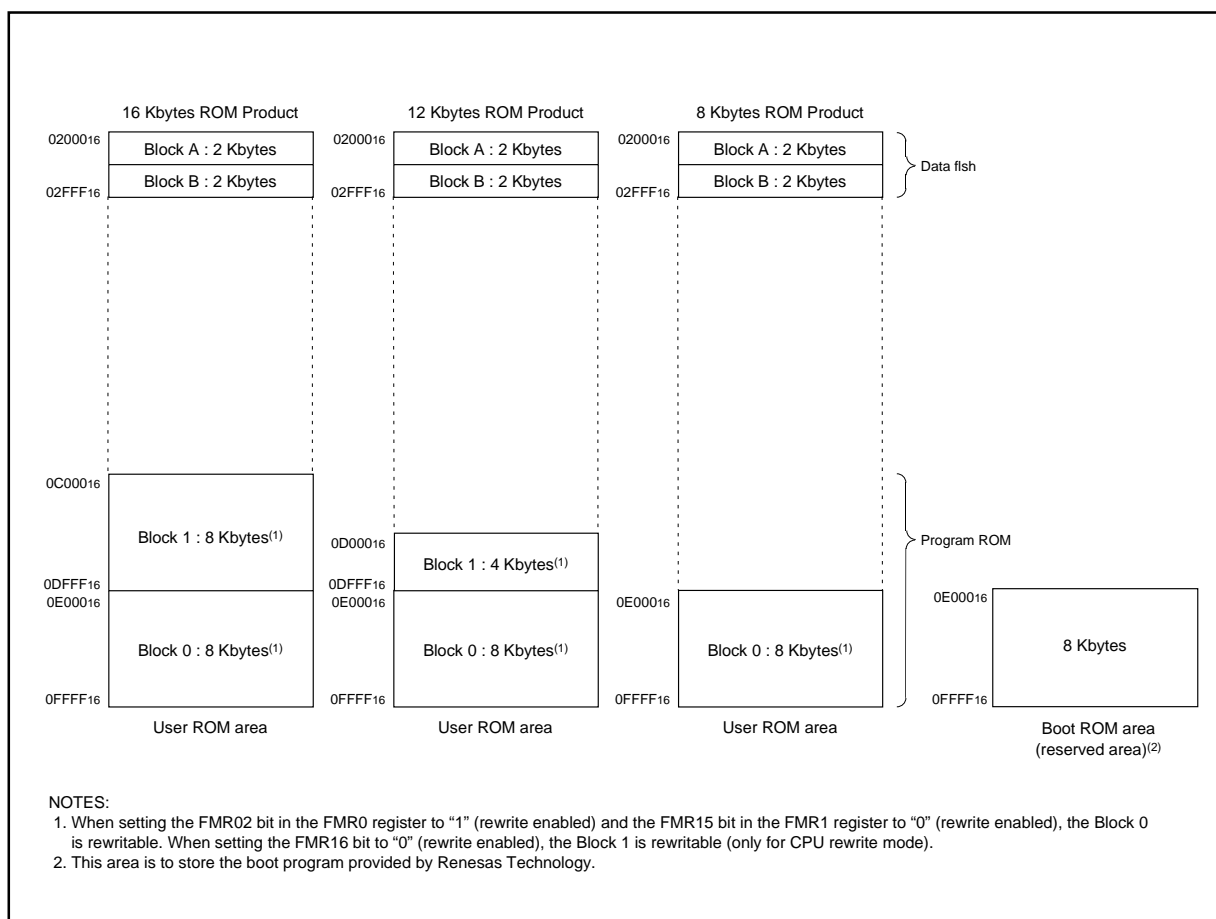 16 Kbytes ROM Product
12 Kbytes ROM Product
8 Kbytes ROM Product
0200016
Block A : 2 Kbytes
Block B : 2 Kbytes
02FFF16
0200016
Block A : 2 Kbytes
Block B : 2 Kbytes
02FFF16
0200016
Block A : 2 Kbytes
Block B : 2 Kbytes
02FFF16
Data flsh
0C00016
Block 1 : 8 Kbytes(1)
0DFFF16
0E00016
Block 0 : 8 Kbytes(1)
0FFFF16
User ROM area
0D00016
Block 1 : 4 Kbytes(1)
0DFFF16
0E00016
Block 0 : 8 Kbytes(1)
0FFFF16
User ROM area
0E00016
Block 0 : 8 Kbytes(1)
0FFFF16
User ROM area
Program ROM
0E00016
8 Kbytes
0FFFF16
Boot ROM area
(reserved area)(2)
NOTES:
1. When setting the FMR02 bit in the FMR0 register to “1” (rewrite enabled) and the FMR15 bit in the FMR1 register to “0” (rewrite enabled), the Block 0
is rewritable. When setting the FMR16 bit to “0” (rewrite enabled), the Block 1 is rewritable (only for CPU rewrite mode).
2. This area is to store the boot program provided by Renesas Technology.